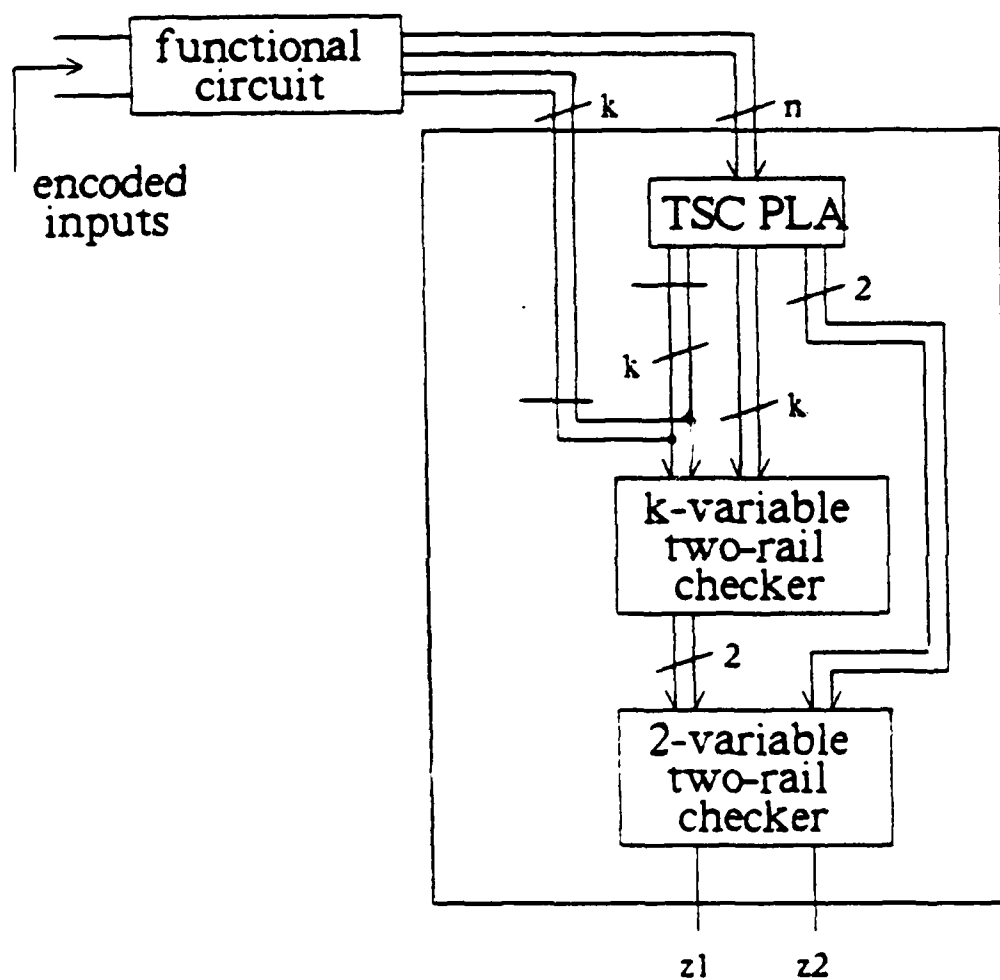 functional
circuit
k
n
encoded
inputs
TSC PLA
2
k
k
k-variable
two-rail
checker
2
2-variable
two-rail
checker
z1
z2